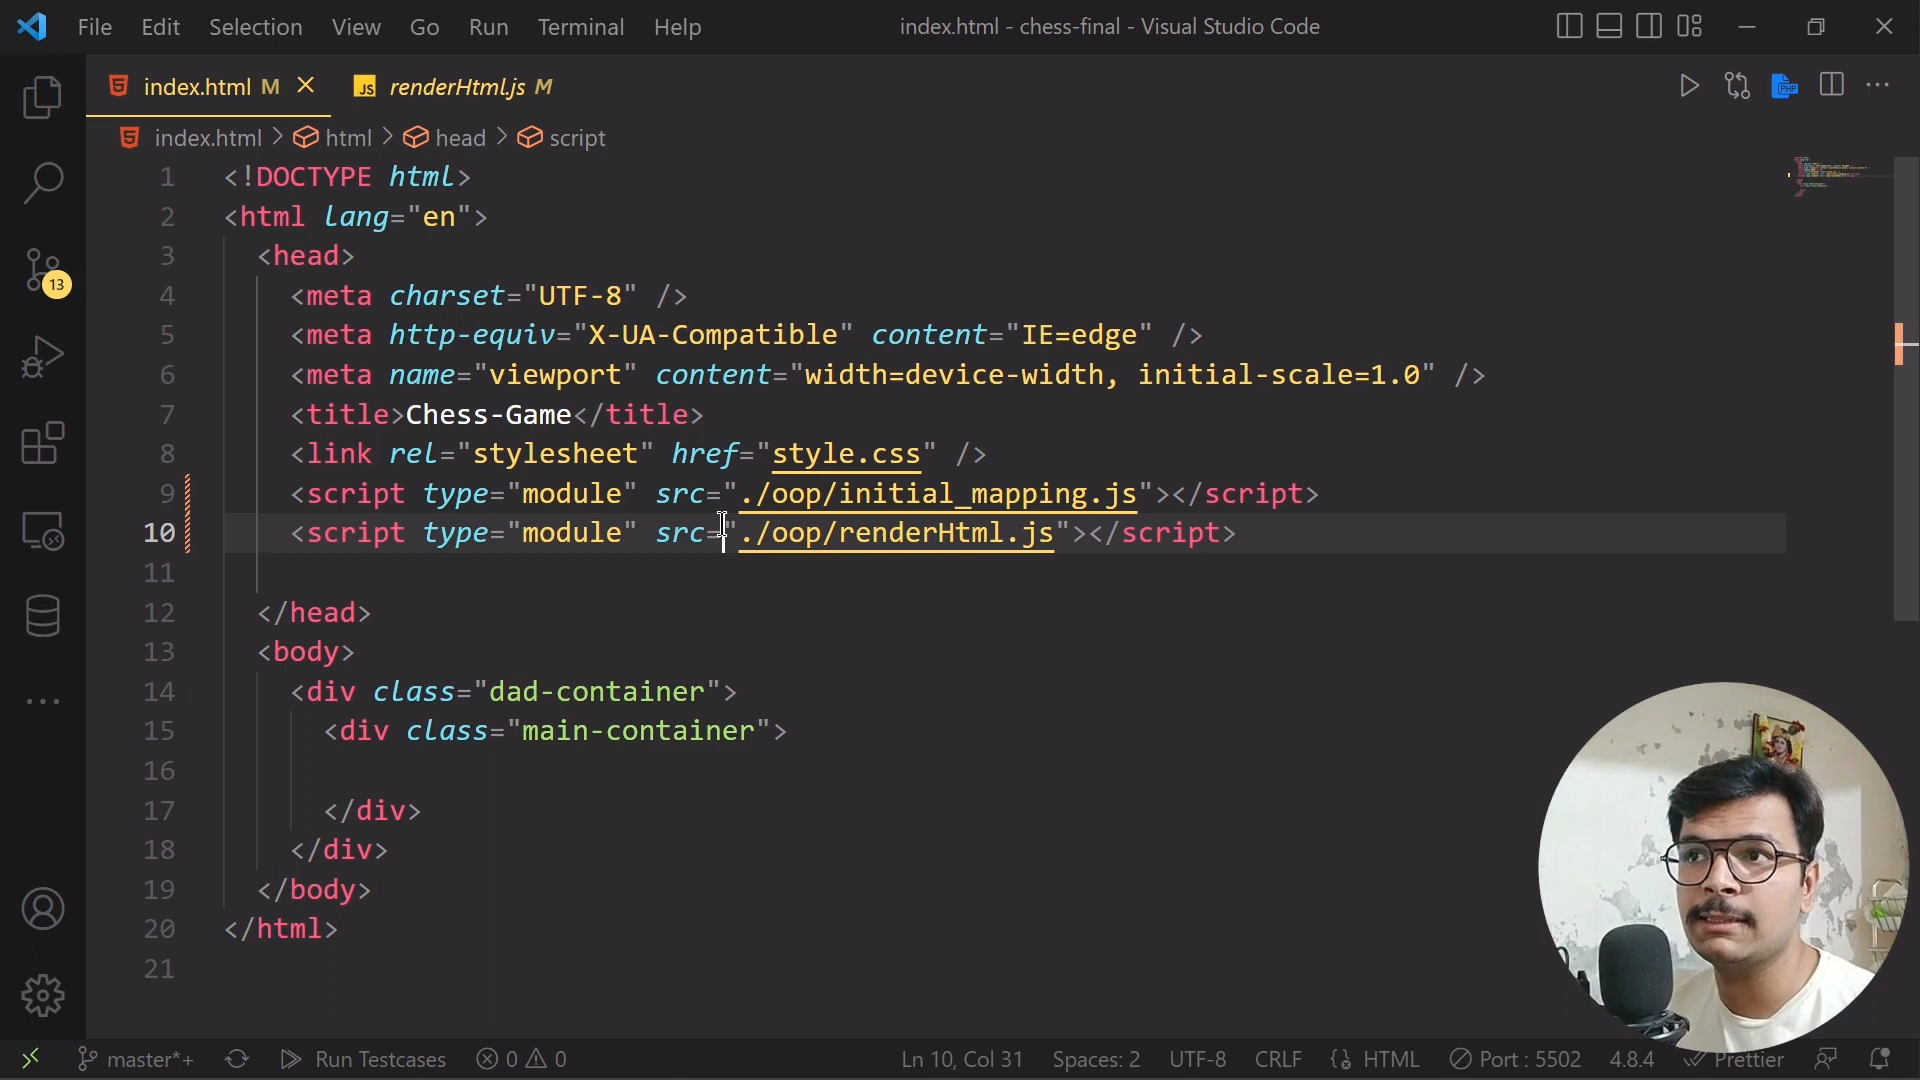 File Edit Selection View Go Run Terminal Help index.html - chess-final - Visual Studio Code
index.html M JS renderHtml.js M PHP
index.html > html > head > script
1 <!DOCTYPE html>
2 <html lang="en">
3 <head>
4 <meta charset="UTF-8" />
5 <meta http-equiv="X-UA-Compatible" content="IE=edge" />
6 <meta name="viewport" content="width=device-width, initial-scale=1.0" />
7 <title>Chess-Game</title>
8 <link rel="stylesheet" href="style.css" />
9 <script type="module" src="./oop/initial_mapping.js"></script>
10 <script type="module" src="./oop/renderHtml.js"></script>
11
12 </head>
13 <body>
14 <div class="dad-container">
15 <div class="main-container">
16
17 </div>
18 </div>
19 </body>
20 </html>
21
13
master*+ Run Testcases 0 0 Ln 10, Col 31 Spaces: 2 UTF-8 CRLF HTML Port : 5502 4.8.4 Prettier